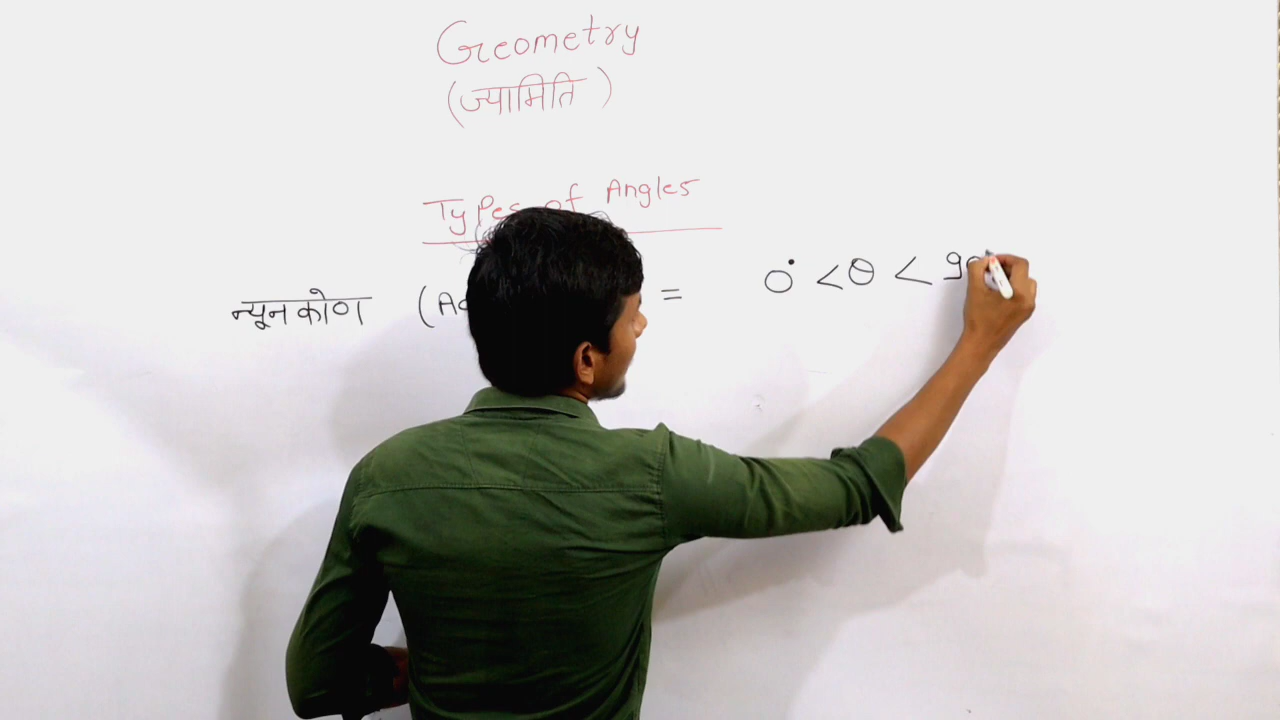 Geometry
(ज्यामिति)
Types of Angles
न्यूनकोण = 0° < θ <